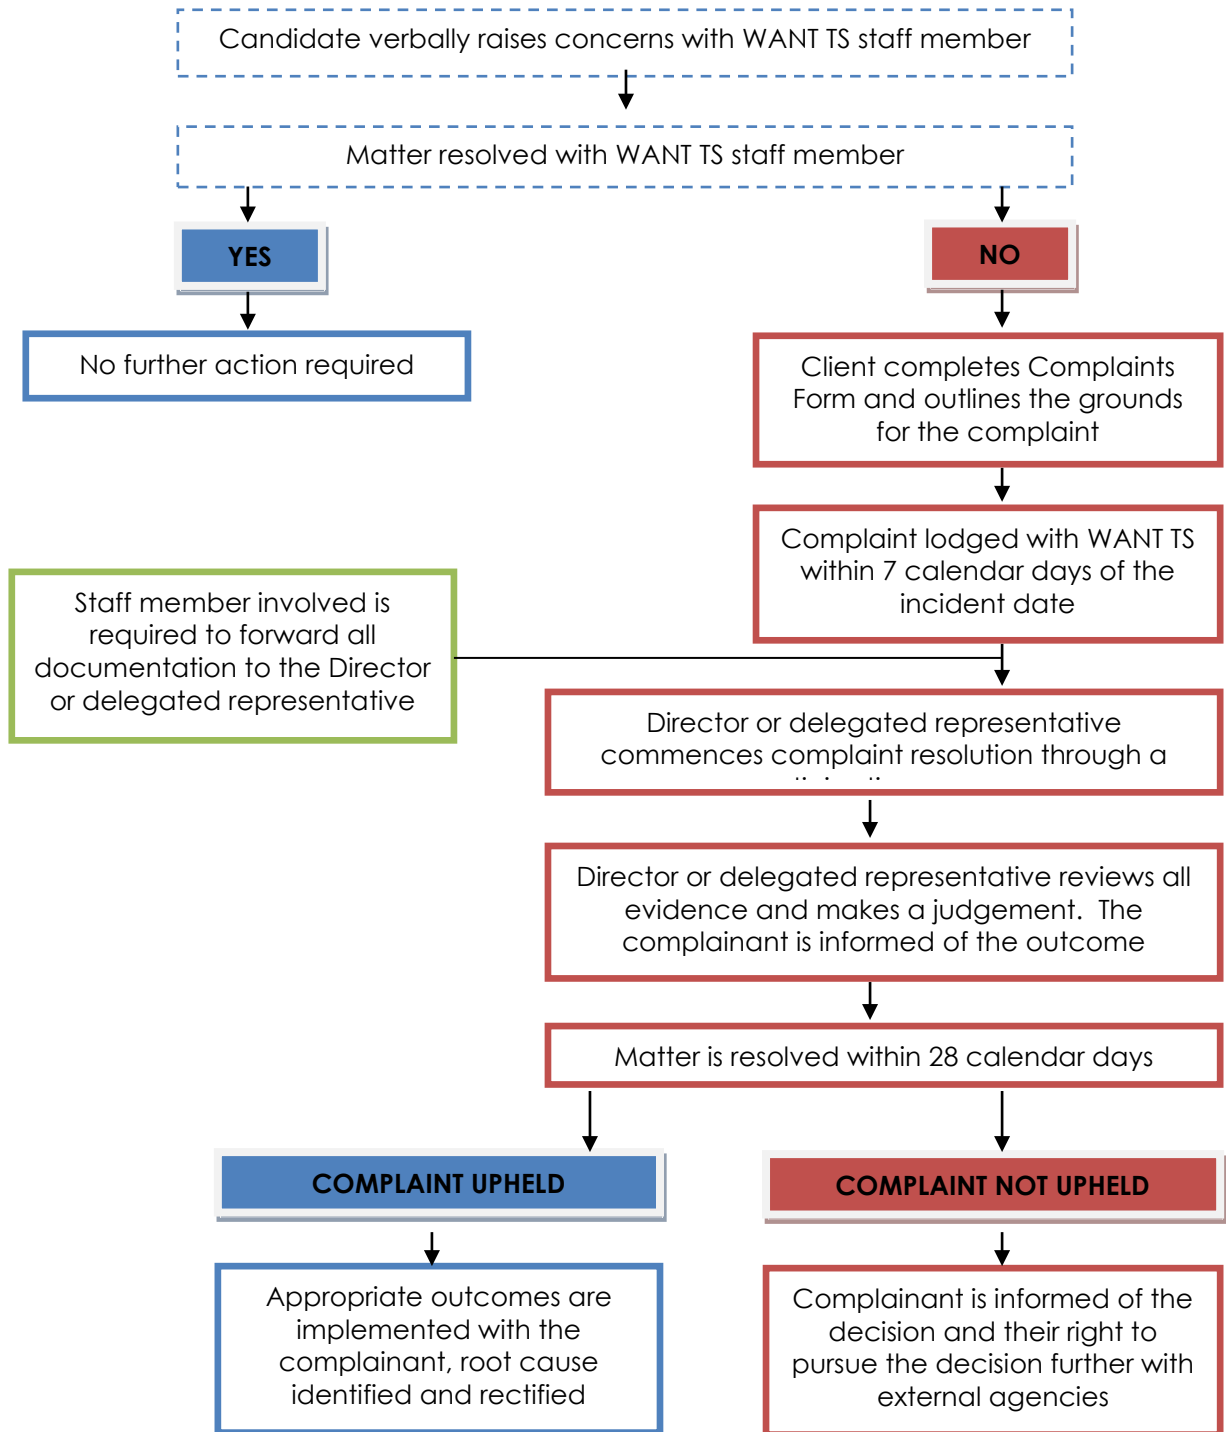 Candidate verbally raises concerns with WANT TS staff member
Matter resolved with WANT TS staff member
YES
NO
No further action required
Client completes Complaints
Form and outlines the grounds
for the complaint
Complaint lodged with WANT TS
within 7 calendar days of the
incident date
Staff member involved is
required to forward all
documentation to the Director
or delegated representative
Director or delegated representative
commences complaint resolution through a
Director or delegated representative reviews all
evidence and makes a judgement. The
complainant is informed of the outcome
Matter is resolved within 28 calendar days
COMPLAINT UPHELD
COMPLAINT NOT UPHELD
Appropriate outcomes are
implemented with the
complainant, root cause
identified and rectified
Complainant is informed of the
decision and their right to
pursue the decision further with
external agencies